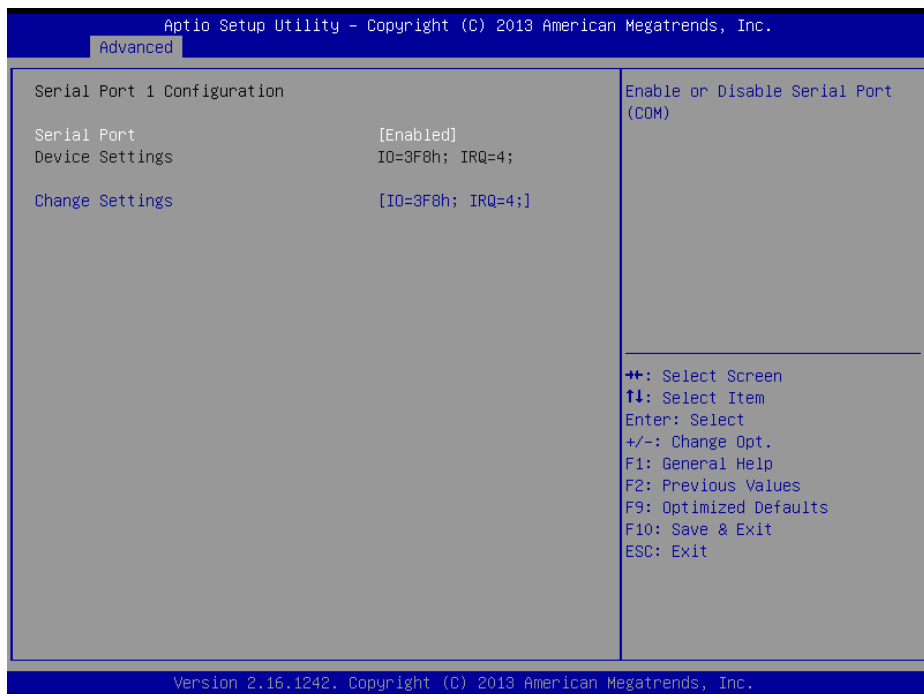 Aptio Setup Utility – Copyright (C) 2013 American Megatrends, Inc.
Advanced
Serial Port 1 Configuration
Serial Port [Enabled]
Device Settings IO=3F8h; IRQ=4;
Change Settings [IO=3F8h; IRQ=4;]
Enable or Disable Serial Port
(COM)
→←: Select Screen
↑↓: Select Item
Enter: Select
+/-: Change Opt.
F1: General Help
F2: Previous Values
F9: Optimized Defaults
F10: Save & Exit
ESC: Exit
Version 2.16.1242. Copyright (C) 2013 American Megatrends, Inc.